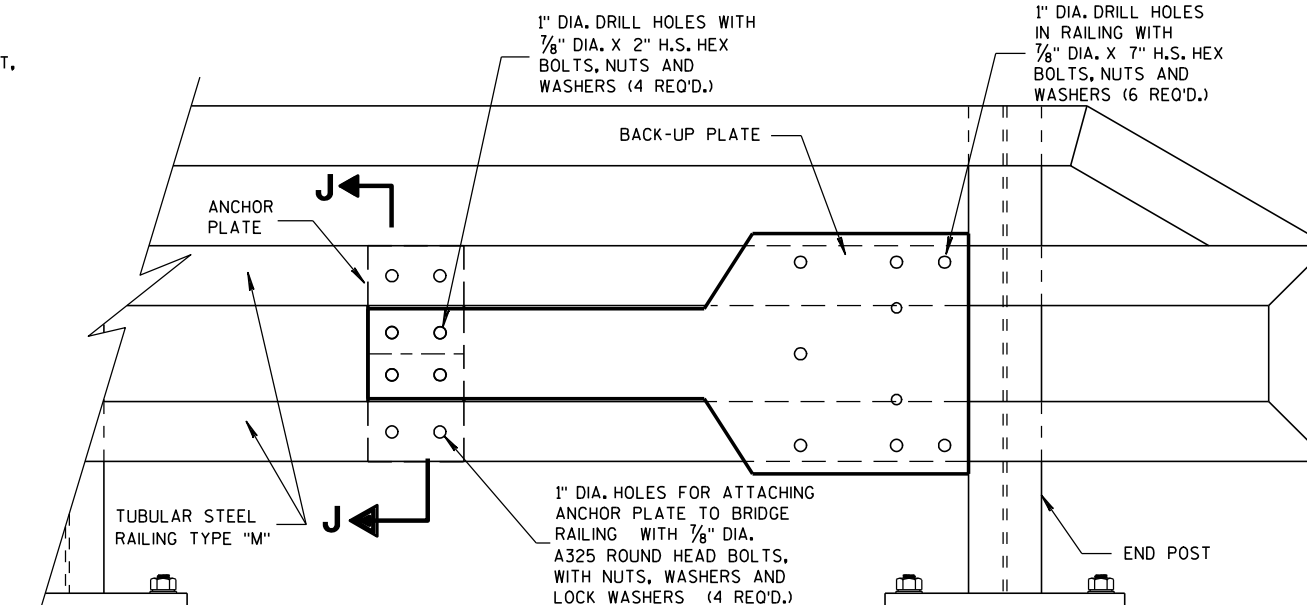 T,
1" DIA. DRILL HOLES WITH
⅞" DIA. X 2" H.S. HEX
BOLTS, NUTS AND
WASHERS (4 REQ'D.)
1" DIA. DRILL HOLES
IN RAILING WITH
⅞" DIA. X 7" H.S. HEX
BOLTS, NUTS AND
WASHERS (6 REQ'D.)
BACK-UP PLATE
J
ANCHOR
PLATE
TUBULAR STEEL
RAILING TYPE "M"
J
1" DIA. HOLES FOR ATTACHING
ANCHOR PLATE TO BRIDGE
RAILING WITH ⅞" DIA.
A325 ROUND HEAD BOLTS,
WITH NUTS, WASHERS AND
LOCK WASHERS (4 REQ'D.)
END POST